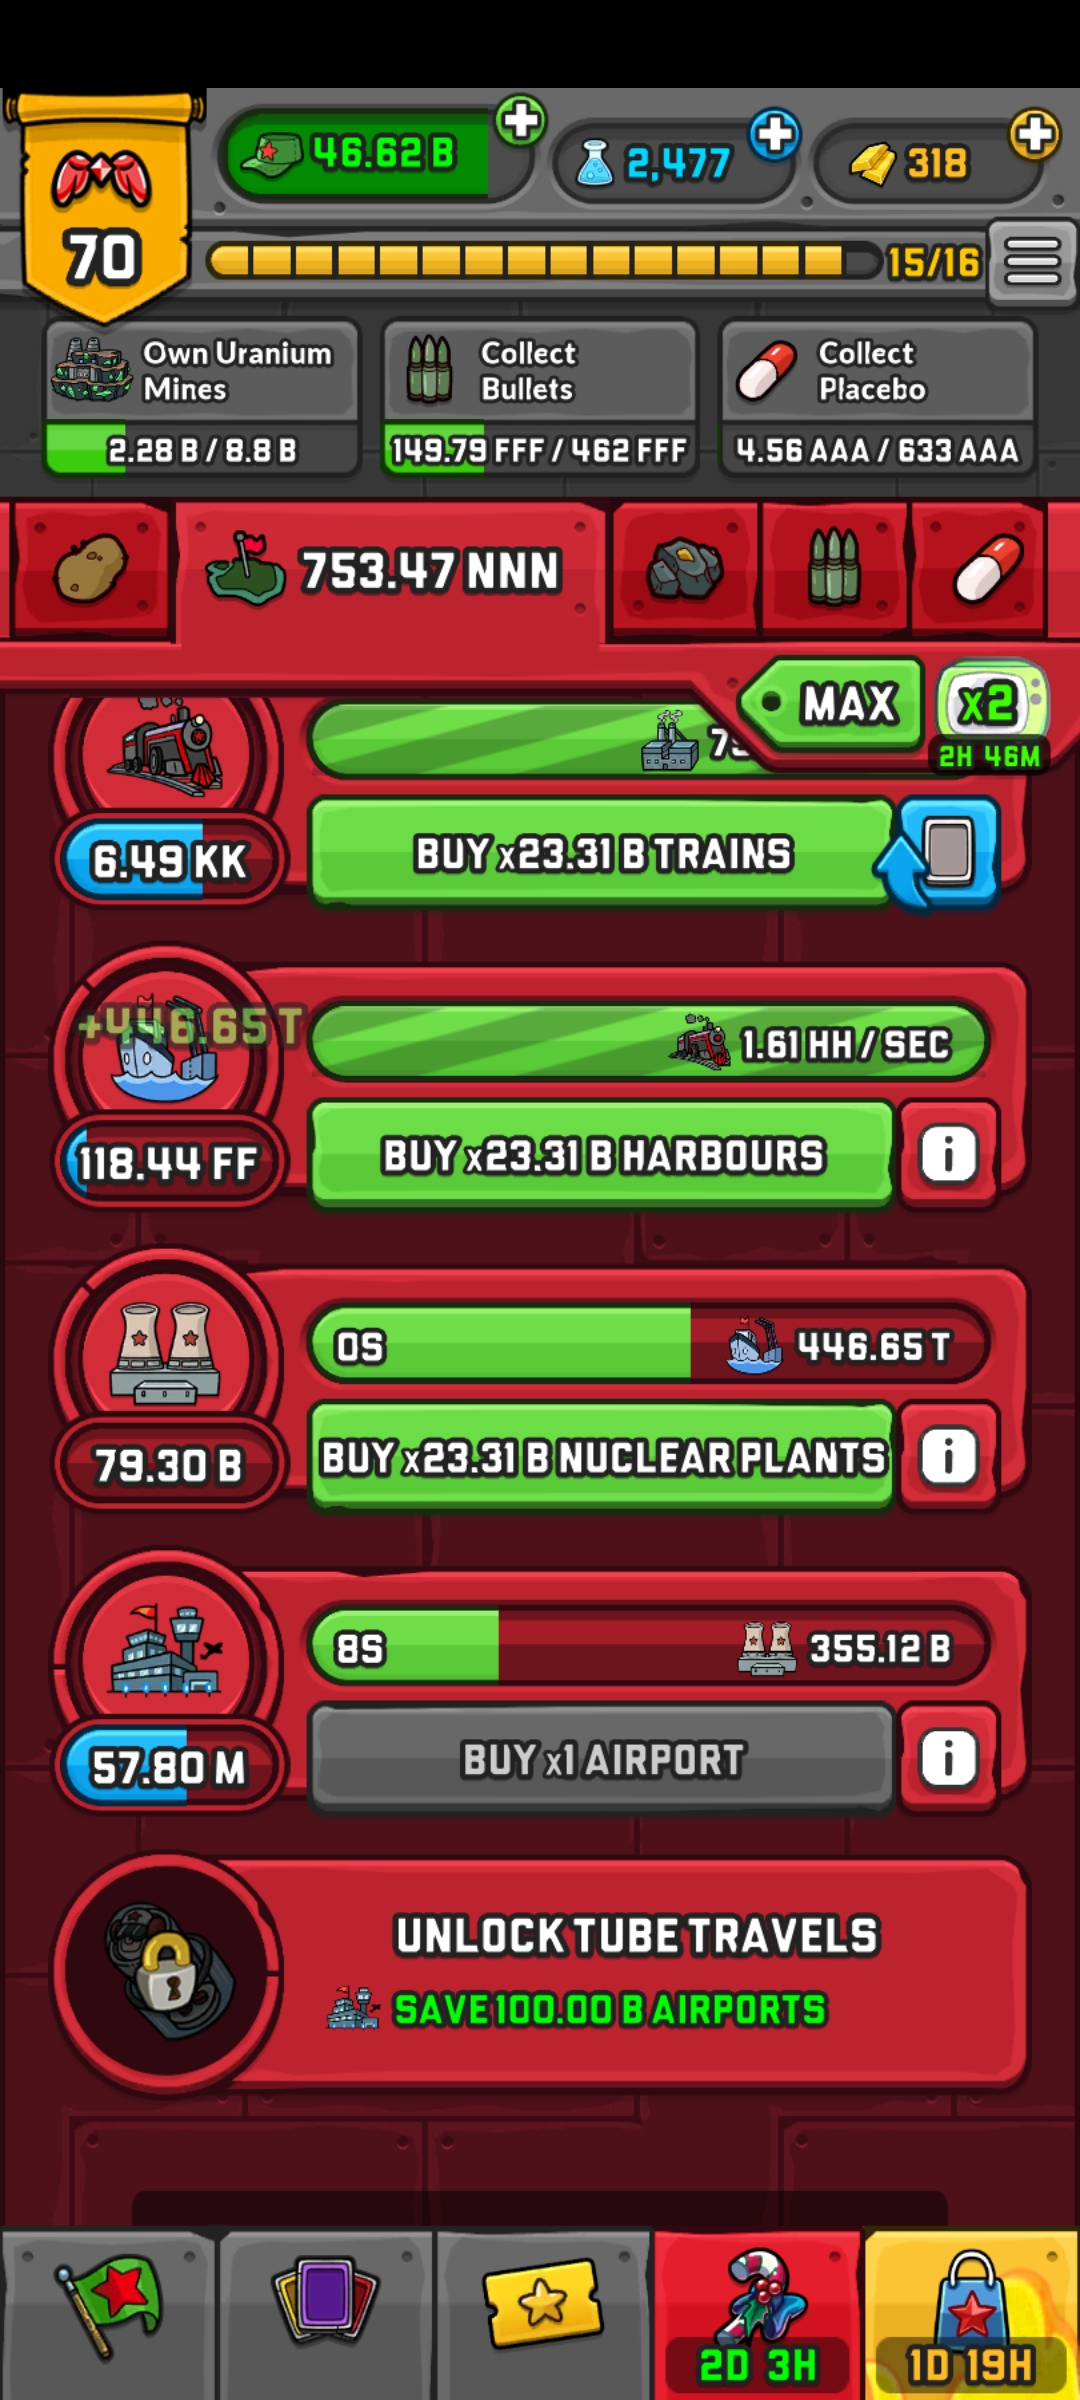 46.62 B
2,477
318
70
15/16
Own Uranium
Mines
2.28 B / 8.8 B
Collect
Bullets
149.79 FFF / 462 FFF
Collect
Placebo
4.56 AAA / 633 AAA
753.47 NNN
MAX
x2
2H 46M
6.49 KK
BUY x23.31 B TRAINS
+446.65 T
1.61 HH / SEC
118.44 FF
BUY x23.31 B HARBOURS
i
0S
446.65 T
79.30 B
BUY x23.31 B NUCLEAR PLANTS
i
8S
355.12 B
57.80 M
BUY x1 AIRPORT
i
UNLOCK TUBE TRAVELS
SAVE 100.00 B AIRPORTS
2D 3H
1D 19H